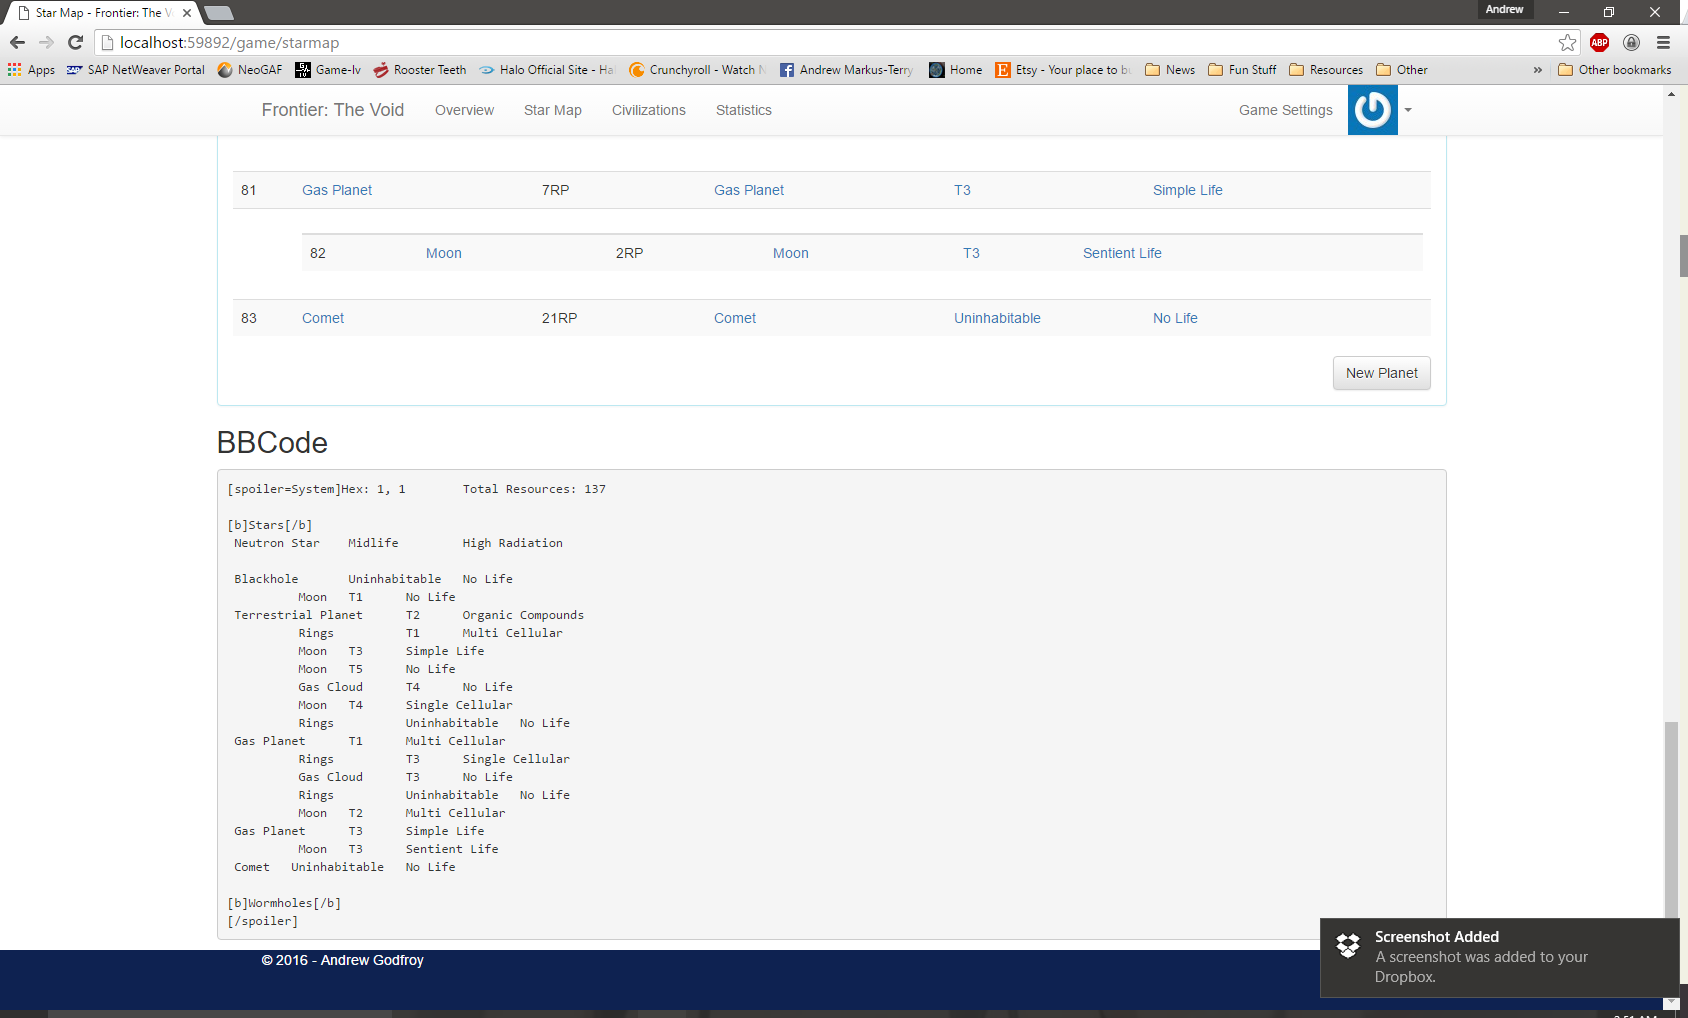 Star Map - Frontier: The V
Andrew
localhost:59892/game/starmap
ABP
Apps SAP NetWeaver Portal NeoGAF Game-lv Rooster Teeth Halo Official Site - Ha Crunchyroll - Watch N Andrew Markus-Terry Home Etsy - Your place to bu News Fun Stuff Resources Other » Other bookmarks
Frontier: The Void Overview Star Map Civilizations Statistics Game Settings
81 Gas Planet 7RP Gas Planet T3 Simple Life
82 Moon 2RP Moon T3 Sentient Life
83 Comet 21RP Comet Uninhabitable No Life
New Planet
BBCode
[spoiler=System]Hex: 1, 1 Total Resources: 137
[b]Stars[/b]
Neutron Star Midlife High Radiation
Blackhole Uninhabitable No Life
Moon T1 No Life
Terrestrial Planet T2 Organic Compounds
Rings T1 Multi Cellular
Moon T3 Simple Life
Moon T5 No Life
Gas Cloud T4 No Life
Moon T4 Single Cellular
Rings Uninhabitable No Life
Gas Planet T1 Multi Cellular
Rings T3 Single Cellular
Gas Cloud T3 No Life
Rings Uninhabitable No Life
Moon T2 Multi Cellular
Gas Planet T3 Simple Life
Moon T3 Sentient Life
Comet Uninhabitable No Life
[b]Wormholes[/b]
[/spoiler]
© 2016 - Andrew Godfroy
Screenshot Added
A screenshot was added to your
Dropbox.